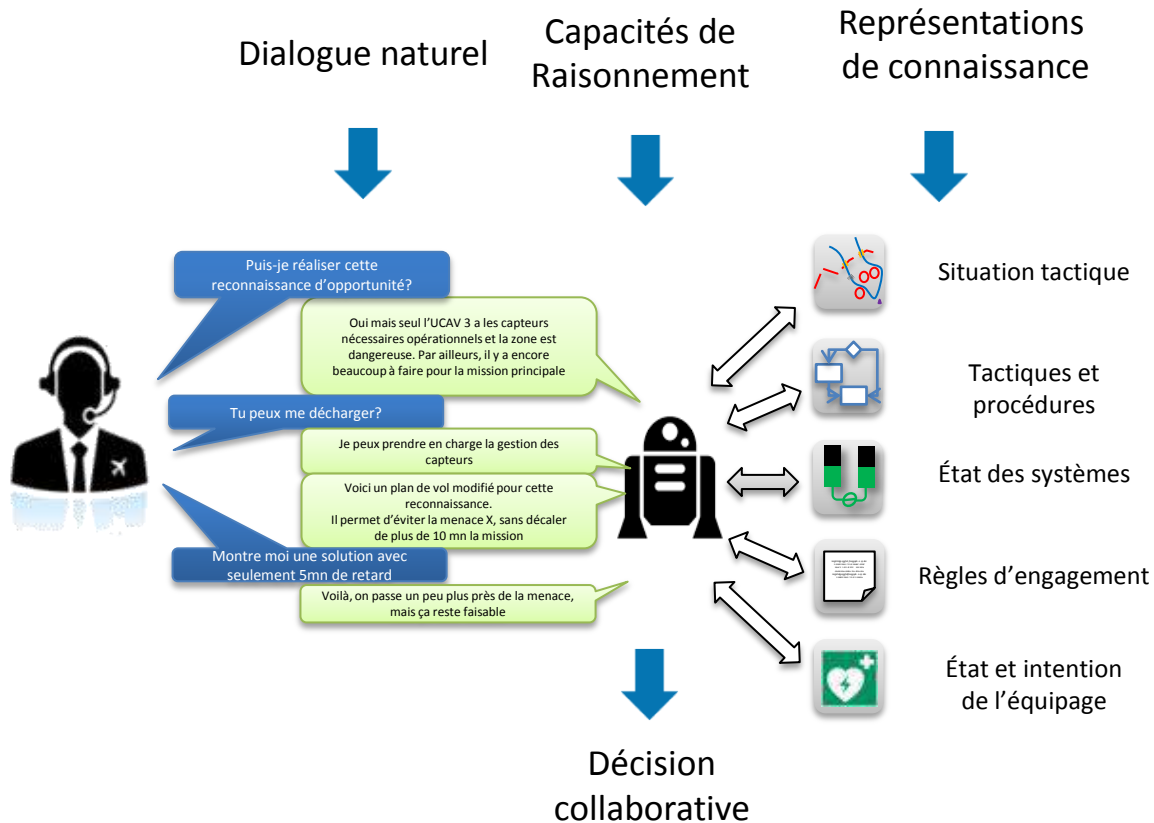 Dialogue naturel
Capacités de
Raisonnement
Représentations
de connaissance
Puis-je réaliser cette
reconnaissance d'opportunité?
Oui mais seul l'UCAV 3 a les capteurs
nécessaires opérationnels et la zone est
dangereuse. Par ailleurs, il y a encore
beaucoup à faire pour la mission principale
Tu peux me décharger?
Je peux prendre en charge la gestion des
capteurs
Voici un plan de vol modifié pour cette
reconnaissance.
Il permet d'éviter la menace X, sans décaler
de plus de 10 mn la mission
Montre moi une solution avec
seulement 5mn de retard
Voilà, on passe un peu plus près de la menace,
mais ça reste faisable
Situation tactique
Tactiques et
procédures
État des systèmes
Règles d'engagement
État et intention
de l'équipage
Décision
collaborative